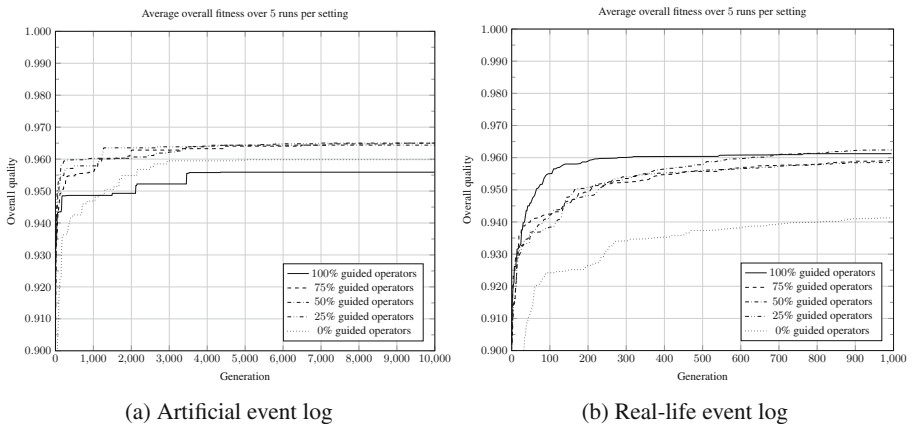 Average overall fitness over 5 runs per setting
Overall quality
1.000
0.990
0.980
0.970
0.960
0.950
0.940
0.930
0.920
0.910
0.900
0
1,000
2,000
3,000
4,000
5,000
6,000
7,000
8,000
9,000
10,000
Generation
100% guided operators
75% guided operators
50% guided operators
25% guided operators
0% guided operators
(a) Artificial event log
Average overall fitness over 5 runs per setting
Overall quality
1.000
0.990
0.980
0.970
0.960
0.950
0.940
0.930
0.920
0.910
0.900
0
100
200
300
400
500
600
700
800
900
1,000
Generation
100% guided operators
75% guided operators
50% guided operators
25% guided operators
0% guided operators
(b) Real-life event log